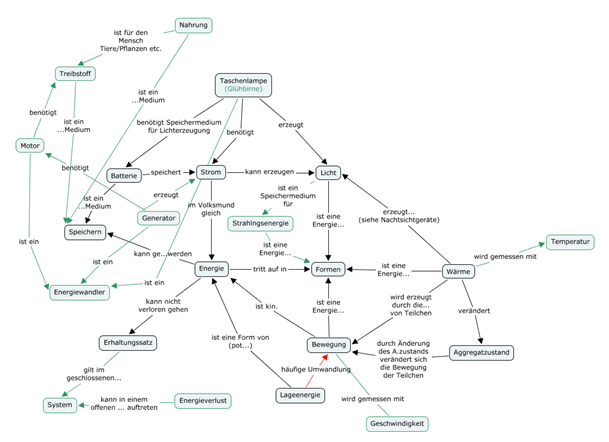 Nahrung
ist für den
Mensch
Tiere/Pflanzen etc.
Treibstoff
Taschenlampe
(Glühbirne)
ist ein
...Medium
benötigt
ist ein
...Medium
benötigt Speichermedium
für Lichterzeugung
benötigt
erzeugt
Motor
benötigt
Batterie
speichert
Strom
kann erzeugen
Licht
ist ein
...Medium
erzeugt
ist ein
Speichermedium
für
im Volksmund
gleich
Generator
Strahlngsenergie
ist eine
Energie...
erzeugt...
(siehe Nachtsichtgeräte)
Speichern
ist ein
ist ein
kann ge...werden
ist eine
Energie...
Temperatur
wird gemessen mit
Energie
tritt auf in
Formen
ist eine
Energie...
Wärme
ist ein
Energiewandler
kann nicht
verloren gehen
ist kin.
ist eine
Energie...
wird erzeugt
durch die...
von Teilchen
verändert
Erhaltungssatz
ist eine Form von
(pot...)
Bewegung
durch Änderung
des A.zustands
verändert sich
die Bewegung
der Teilchen
Aggregatzustand
gilt im
geschlossenen...
häufige Umwandlung
Lageenergie
wird gemessen mit
System
kann in einem
offenen ... auftreten
Energieverlust
Geschwindigkeit